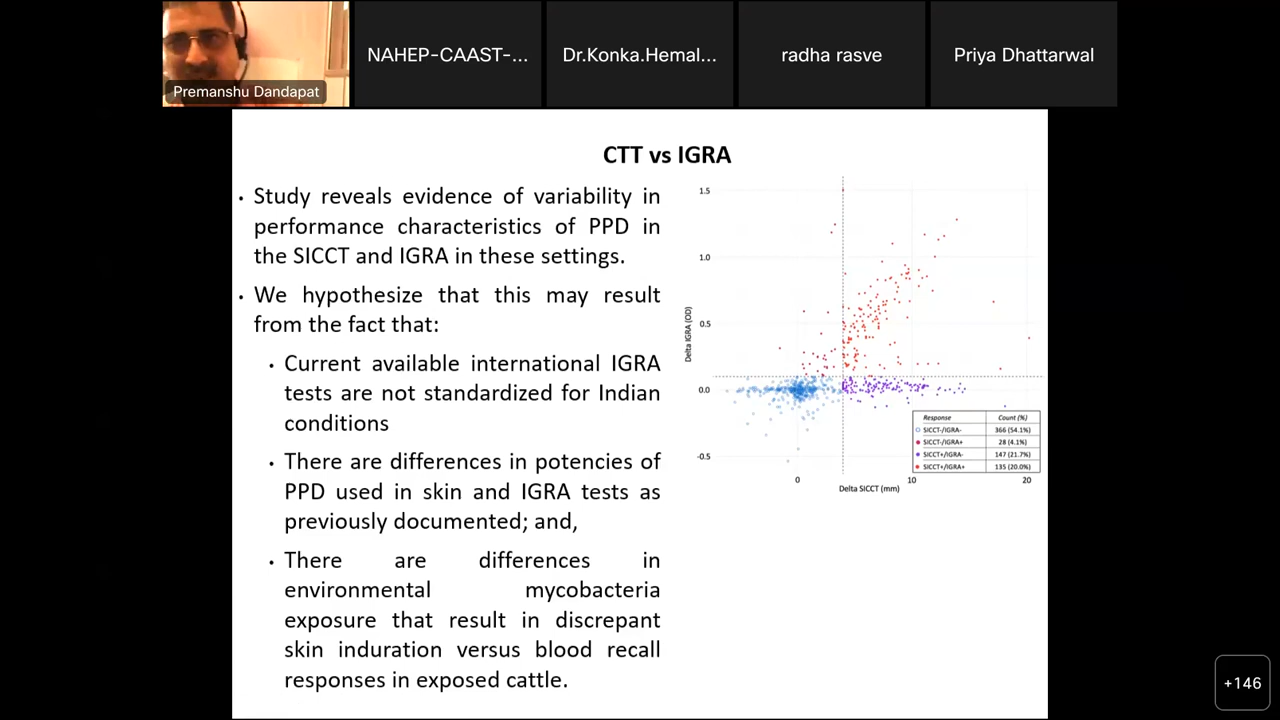 Premanshu Dandapat
NAHEP-CAAST-...
Dr.Konka.Hemal...
radha rasve
Priya Dhattarwal
CTT vs IGRA
• Study reveals evidence of variability in
performance characteristics of PPD in
the SICCT and IGRA in these settings.
• We hypothesize that this may result
from the fact that:
• Current available international IGRA
tests are not standardized for Indian
conditions
• There are differences in potencies of
PPD used in skin and IGRA tests as
previously documented; and,
• There are differences in
environmental mycobacteria
exposure that result in discrepant
skin induration versus blood recall
responses in exposed cattle.
1.5
1.0
0.5
0.0
-0.5
Delta IGRA (OD)
0 10 20
Delta SICCT (mm)
Response Count (%)
SICCT-/IGRA- 366 (54.1%)
SICCT-/IGRA+ 28 (4.1%)
SICCT+/IGRA- 147 (21.7%)
SICCT+/IGRA+ 135 (20.0%)
+146